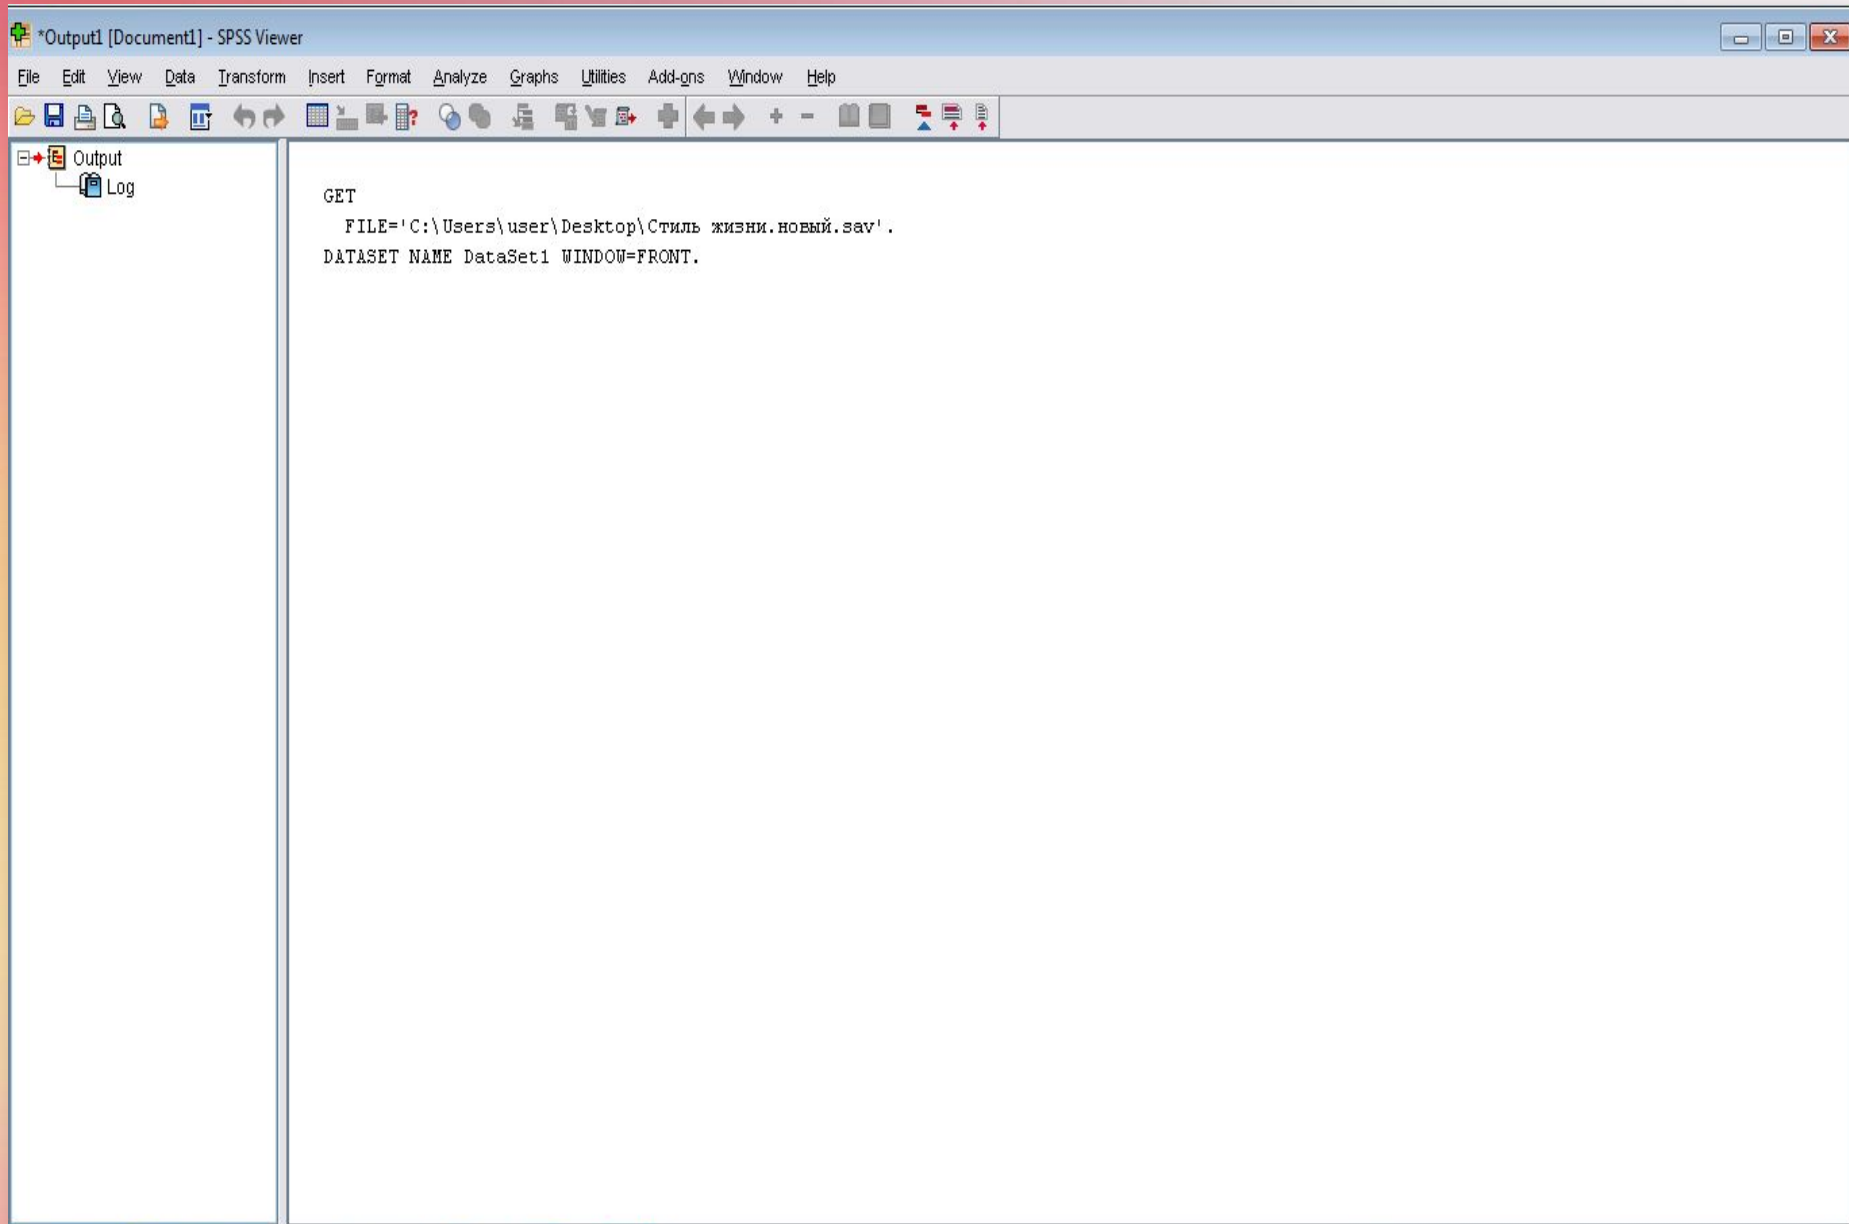 *Output1 [Document1] - SPSS Viewer
File Edit View Data Transform Insert Format Analyze Graphs Utilities Add-ons Window Help
Output
Log
GET
FILE='C:\Users\user\Desktop\Стиль жизни.новый.sav'.
DATASET NAME DataSet1 WINDOW=FRONT.